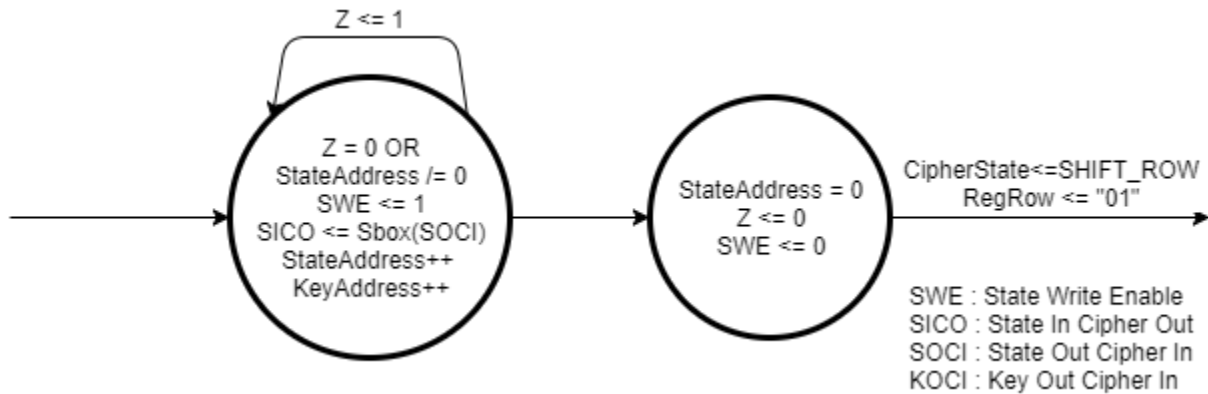 Z <= 1
Z = 0 OR
StateAddress /= 0
SWE <= 1
SICO <= Sbox(SOCI)
StateAddress++
KeyAddress++
StateAddress = 0
Z <= 0
SWE <= 0
CipherState<=SHIFT_ROW
RegRow <= "01"
SWE : State Write Enable
SICO : State In Cipher Out
SOCI : State Out Cipher In
KOCI : Key Out Cipher In